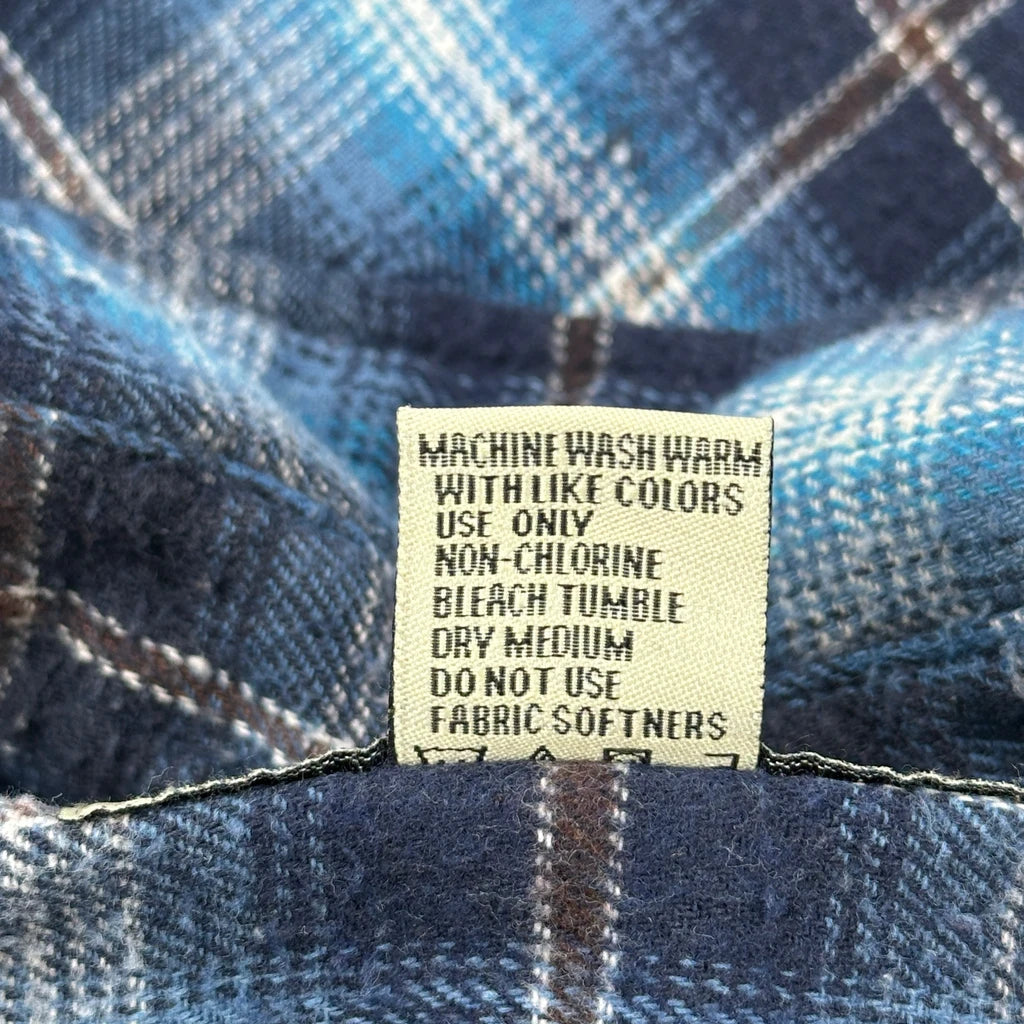 MACHINE WASH WARM
WITH LIKE COLORS
USE ONLY
NON-CHLORINE
BLEACH TUMBLE
DRY MEDIUM
DO NOT USE
FABRIC SOFTNERS